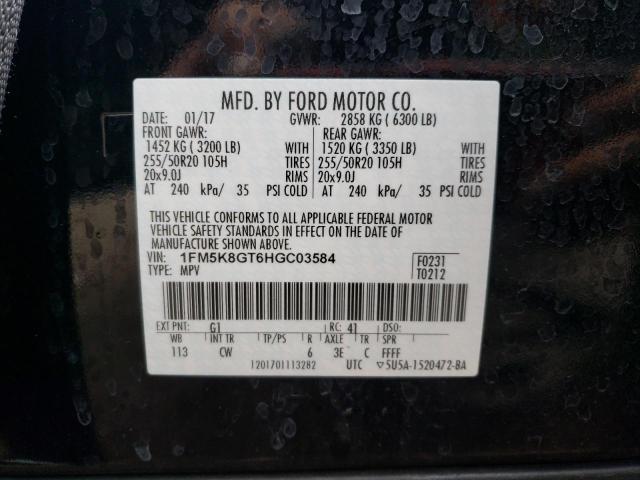 MFD. BY FORD MOTOR CO.
DATE: 01/17 GVWR: 2858 KG ( 6300 LB)
FRONT GAWR: REAR GAWR:
1452 KG ( 3200 LB) WITH 1520 KG ( 3350 LB) WITH
255/50R20 105H TIRES 255/50R20 105H TIRES
20x9.0J RIMS 20x9.0J RIMS
AT 240 kPa/ 35 PSI COLD AT 240 kPa/ 35 PSI COLD
THIS VEHICLE CONFORMS TO ALL APPLICABLE FEDERAL MOTOR
VEHICLE SAFETY STANDARDS IN EFFECT ON THE DATE OF
MANUFACTURE SHOWN ABOVE.
VIN: 1FM5K8GT6HGC03584
TYPE: MPV
F0231
T0212
EXT PNT: G1 RC: 41 DSO:
WB INT TR TP/PS R AXLE TR SPR
113 CW 6 3E C FFFF
1201701113282 UTC ▽5U5A-1520472-BA